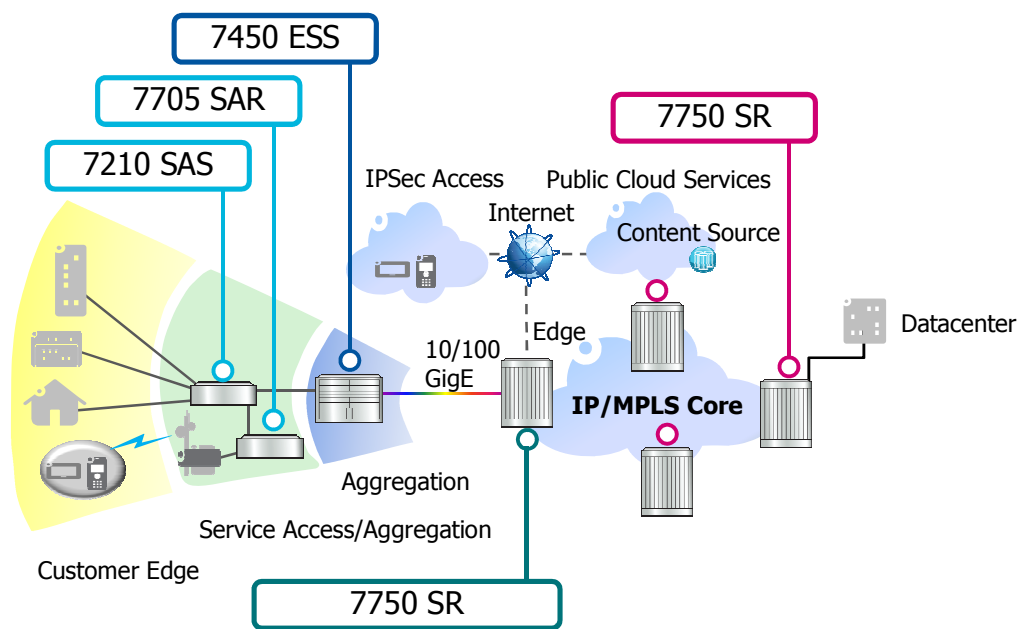 7450 ESS
7705 SAR
7750 SR
7210 SAS
IPSec Access
Public Cloud Services
Internet
Content Source
Edge
Datacenter
10/100
GigE
IP/MPLS Core
Aggregation
Service Access/Aggregation
Customer Edge
7750 SR